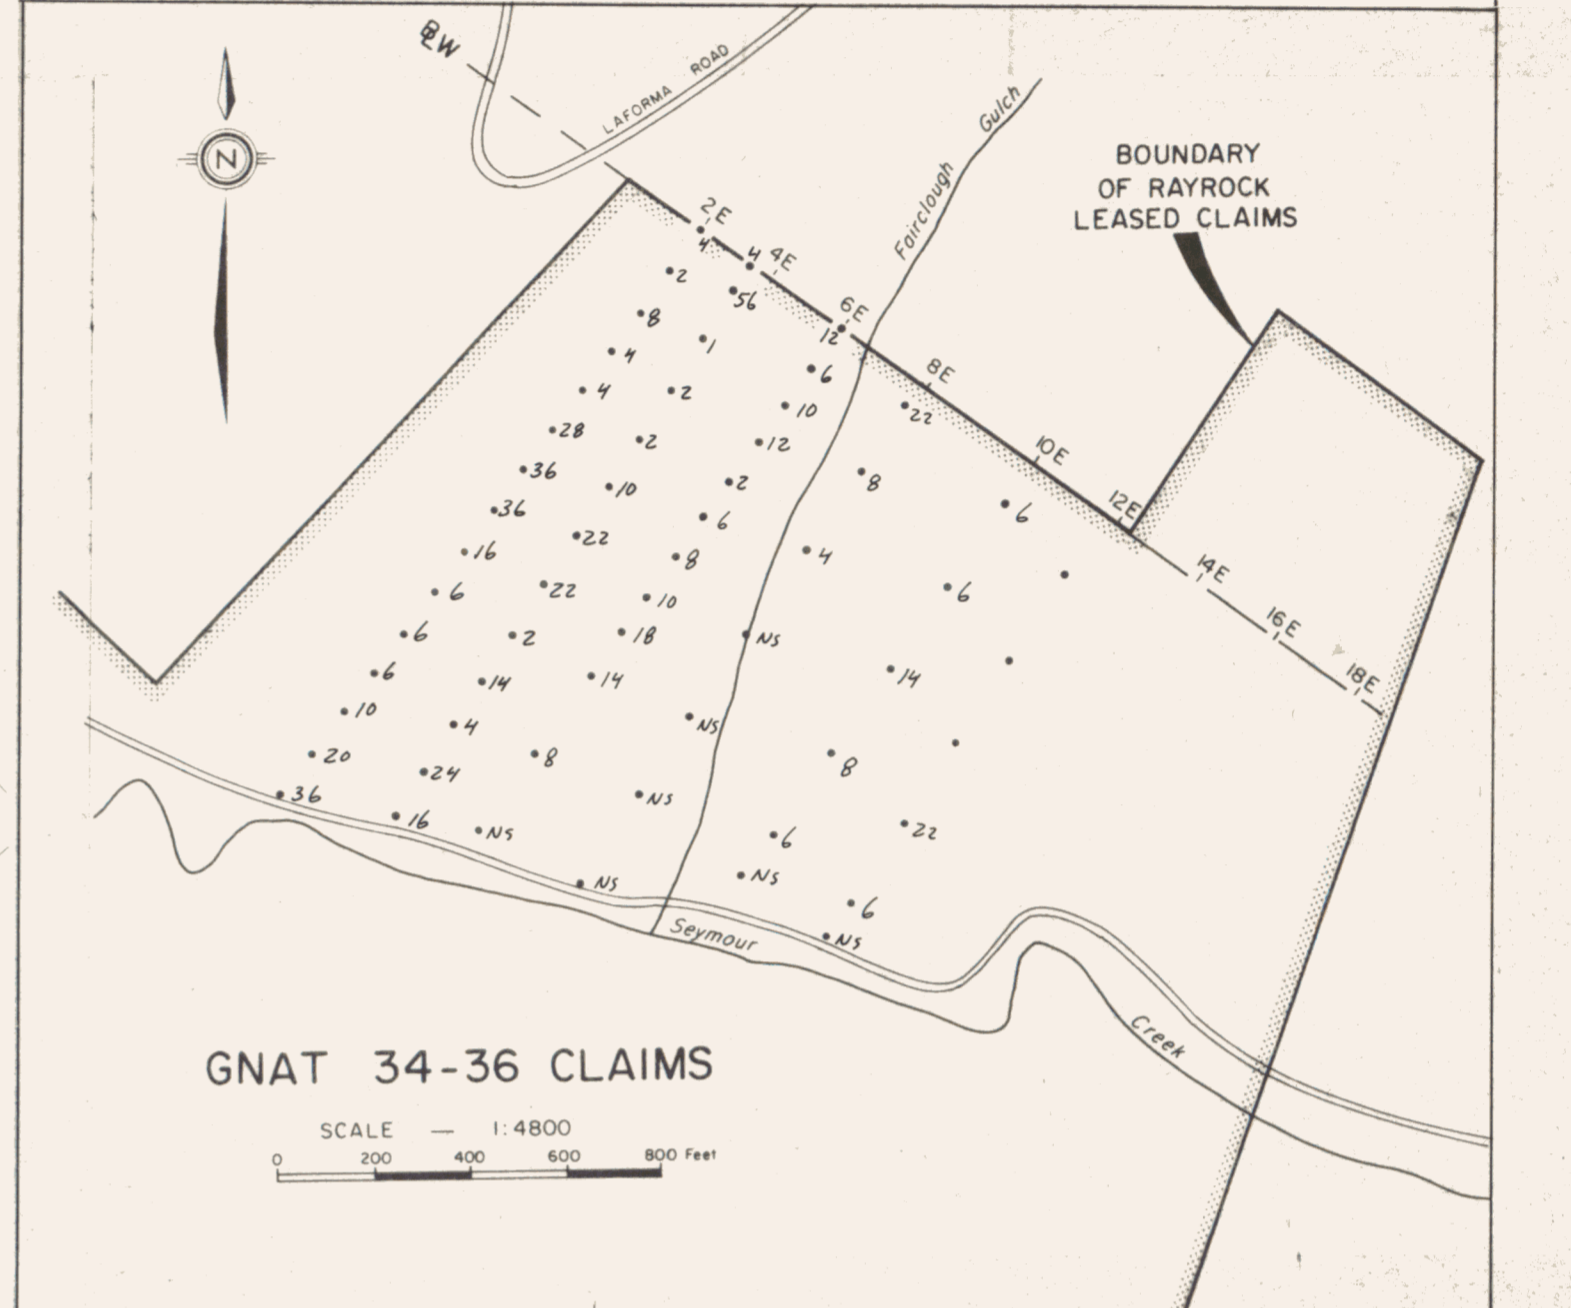 BLW
LAFORMA ROAD
Gulch
Fairclough
BOUNDARY
OF RAYROCK
LEASED CLAIMS
N
2E
4
4 4E
2
56
6E
8
12
1
4
6
8E
4
2
10
22
28
2
12
10E
36
10
2
8
12E
36
22
6
6
16
8
4
14E
6
22
10
6
16E
6
2
18
NS
6
14
14
14
18E
10
4
NS
20
24
8
8
36
NS
16
NS
6
22
NS
NS
6
NS
Seymour
Creek
GNAT 34-36 CLAIMS
SCALE — 1:4800
0 200 400 600 800 Feet